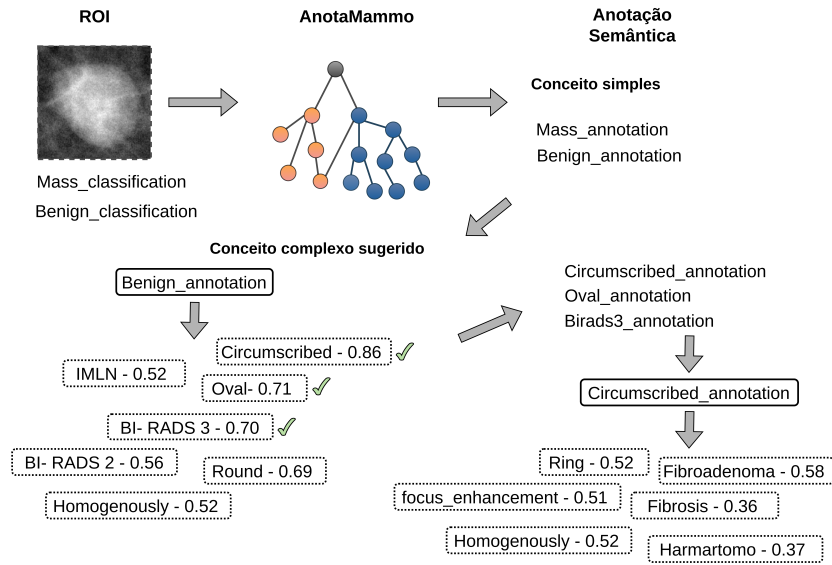 ROI
AnotaMammo
Anotação
Semântica
Mass_classification
Benign_classification
Conceito simples
Mass_annotation
Benign_annotation
Conceito complexo sugerido
Benign_annotation
Circumscribed - 0.86
IMLN - 0.52
Oval- 0.71
BI- RADS 3 - 0.70
BI- RADS 2 - 0.56
Round - 0.69
Homogenously - 0.52
Circumscribed_annotation
Oval_annotation
Birads3_annotation
Circumscribed_annotation
Ring - 0.52
Fibroadenoma - 0.58
focus_enhancement - 0.51
Fibrosis - 0.36
Homogenously - 0.52
Harmartomo - 0.37